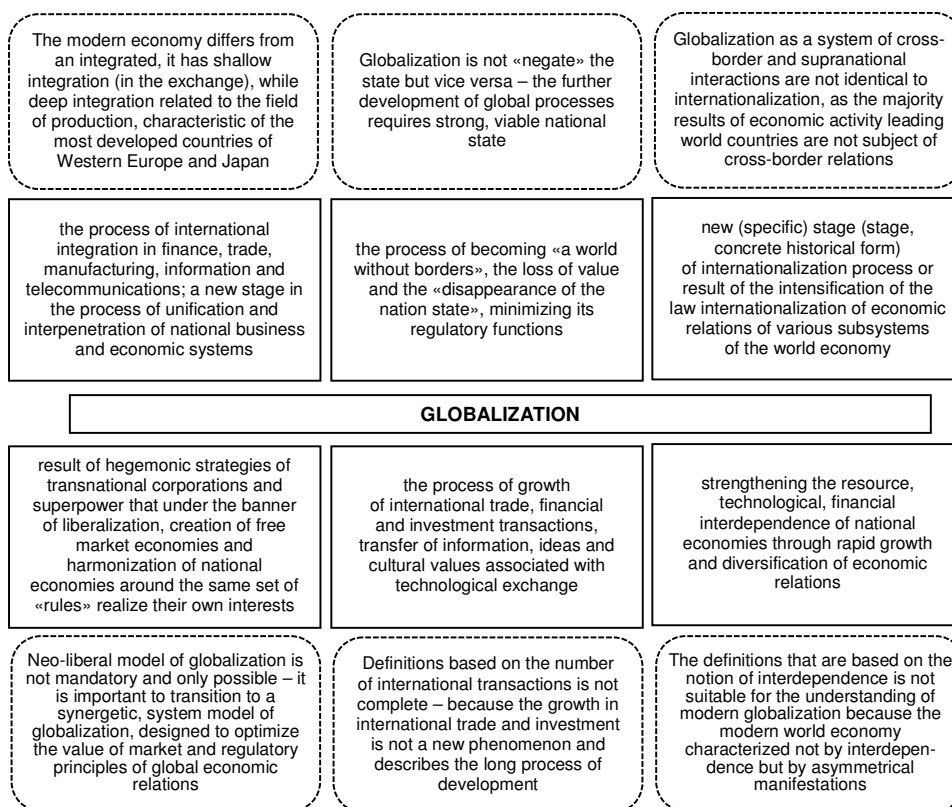 The modern economy differs from
an integrated, it has shallow
integration (in the exchange), while
deep integration related to the field
of production, characteristic of the
most developed countries of
Western Europe and Japan
Globalization is not «negate» the
state but vice versa – the further
development of global processes
requires strong, viable national
state
Globalization as a system of cross-
border and supranational
interactions are not identical to
internationalization, as the majority
results of economic activity leading
world countries are not subject of
cross-border relations
the process of international
integration in finance, trade,
manufacturing, information and
telecommunications; a new stage in
the process of unification and
interpenetration of national business
and economic systems
the process of becoming «a world
without borders», the loss of value
and the «disappearance of the
nation state», minimizing its
regulatory functions
new (specific) stage (stage,
concrete historical form)
of internationalization process or
result of the intensification of the
law internationalization of economic
relations of various subsystems
of the world economy
GLOBALIZATION
result of hegemonic strategies of
transnational corporations and
superpower that under the banner
of liberalization, creation of free
market economies and
harmonization of national
economies around the same set of
«rules» realize their own interests
the process of growth
of international trade, financial
and investment transactions,
transfer of information, ideas and
cultural values associated with
technological exchange
strengthening the resource,
technological, financial
interdependence of national
economies through rapid growth
and diversification of economic
relations
Neo-liberal model of globalization is
not mandatory and only possible – it
is important to transition to a
synergetic, system model of
globalization, designed to optimize
the value of market and regulatory
principles of global economic
relations
Definitions based on the number
of international transactions is not
complete – because the growth in
international trade and investment
is not a new phenomenon and
describes the long process of
development
The definitions that are based on the
notion of interdependence is not
suitable for the understanding of
modern globalization because the
modern world economy
characterized not by interdepen-
dence but by asymmetrical
manifestations